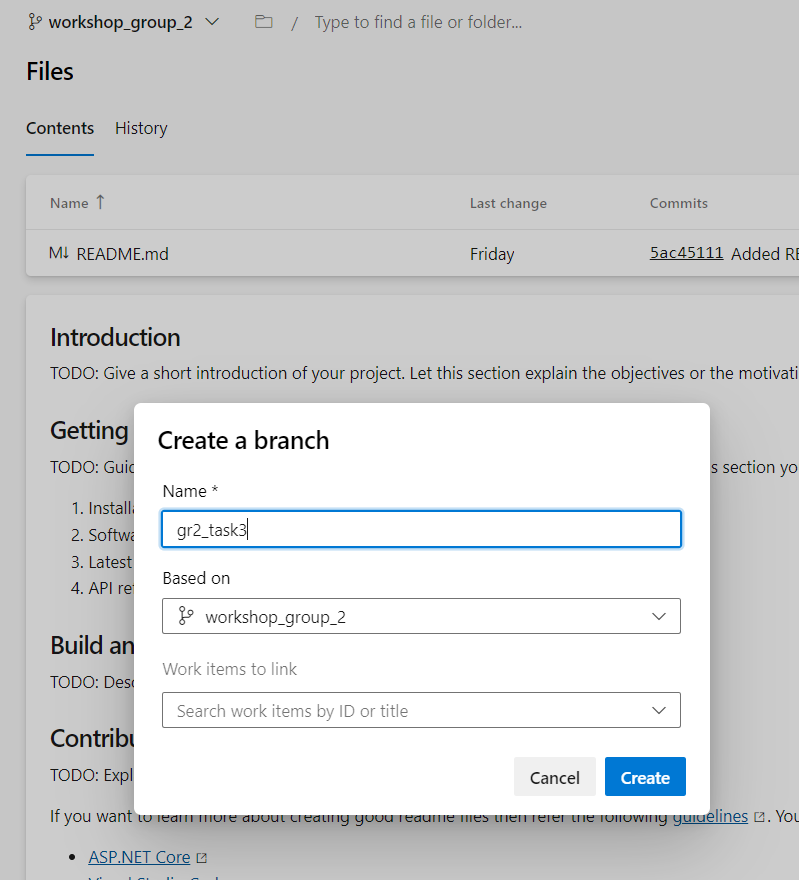 workshop_group_2 / Type to find a file or folder...
Files
Contents History
Name ↑ Last change Commits
M↓ README.md Friday 5ac45111 Added RE
Introduction
TODO: Give a short introduction of your project. Let this section explain the objectives or the motivati
Getting
TODO: Guid s section yo
1. Installa
2. Softwa
3. Latest
4. API ref
Build an
TODO: Desc
Contribu
TODO: Expl
If you want to learn more about creating good readme files then refer the following guidelines. You
ASP.NET Core
Visual Studio Code
Create a branch
Name *
gr2_task3
Based on
workshop_group_2
Work items to link
Search work items by ID or title
Cancel Create